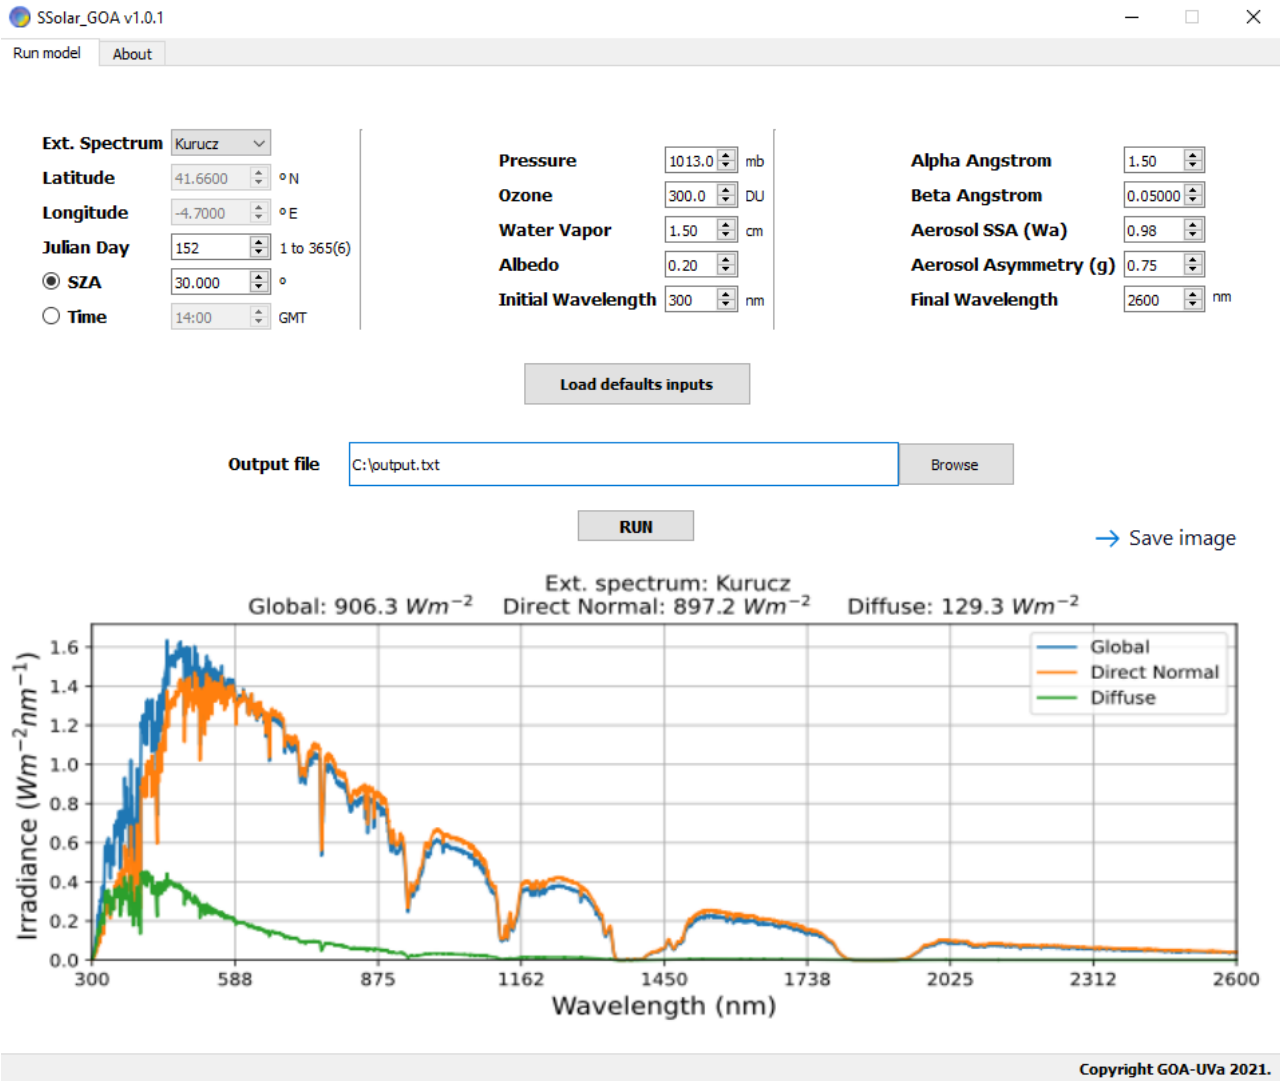 SSolar_GOA v1.0.1
Run model About
Ext. Spectrum Kurucz
Latitude 41.6600 º N
Longitude -4.7000 º E
Julian Day 152 1 to 365(6)
SZA 30.000 º
Time 14:00 GMT
Pressure 1013.0 mb
Ozone 300.0 DU
Water Vapor 1.50 cm
Albedo 0.20
Initial Wavelength 300 nm
Alpha Angstrom 1.50
Beta Angstrom 0.05000
Aerosol SSA (Wa) 0.98
Aerosol Asymmetry (g) 0.75
Final Wavelength 2600 nm
Load defaults inputs
Output file C:\output.txt Browse
RUN
→ Save image
Ext. spectrum: Kurucz
Global: 906.3 Wm⁻² Direct Normal: 897.2 Wm⁻² Diffuse: 129.3 Wm⁻²
Irradiance (Wm⁻²nm⁻¹)
1.6
1.4
1.2
1.0
0.8
0.6
0.4
0.2
0.0
Global
Direct Normal
Diffuse
300 588 875 1162 1450 1738 2025 2312 2600
Wavelength (nm)
Copyright GOA-UVa 2021.